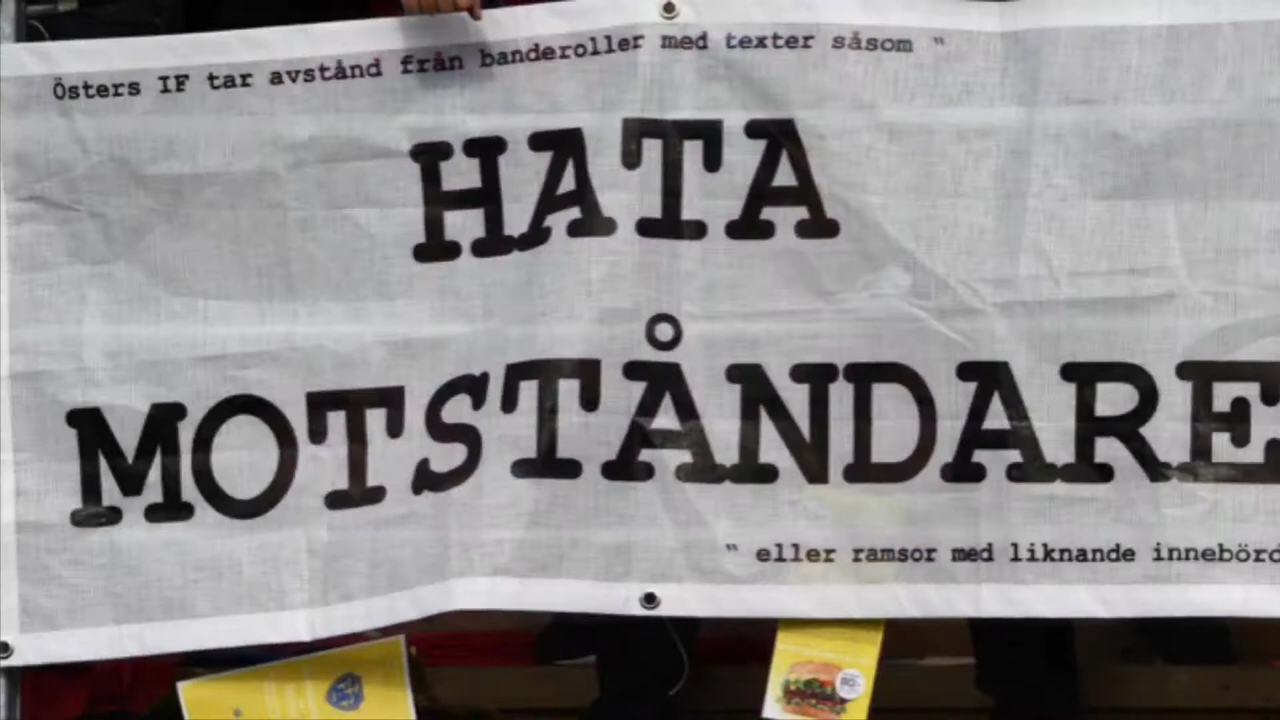 Östers IF tar avstånd från banderoller med texter såsom "
HATA
MOTSTÅNDARE
" eller ramsor med liknande innebörd